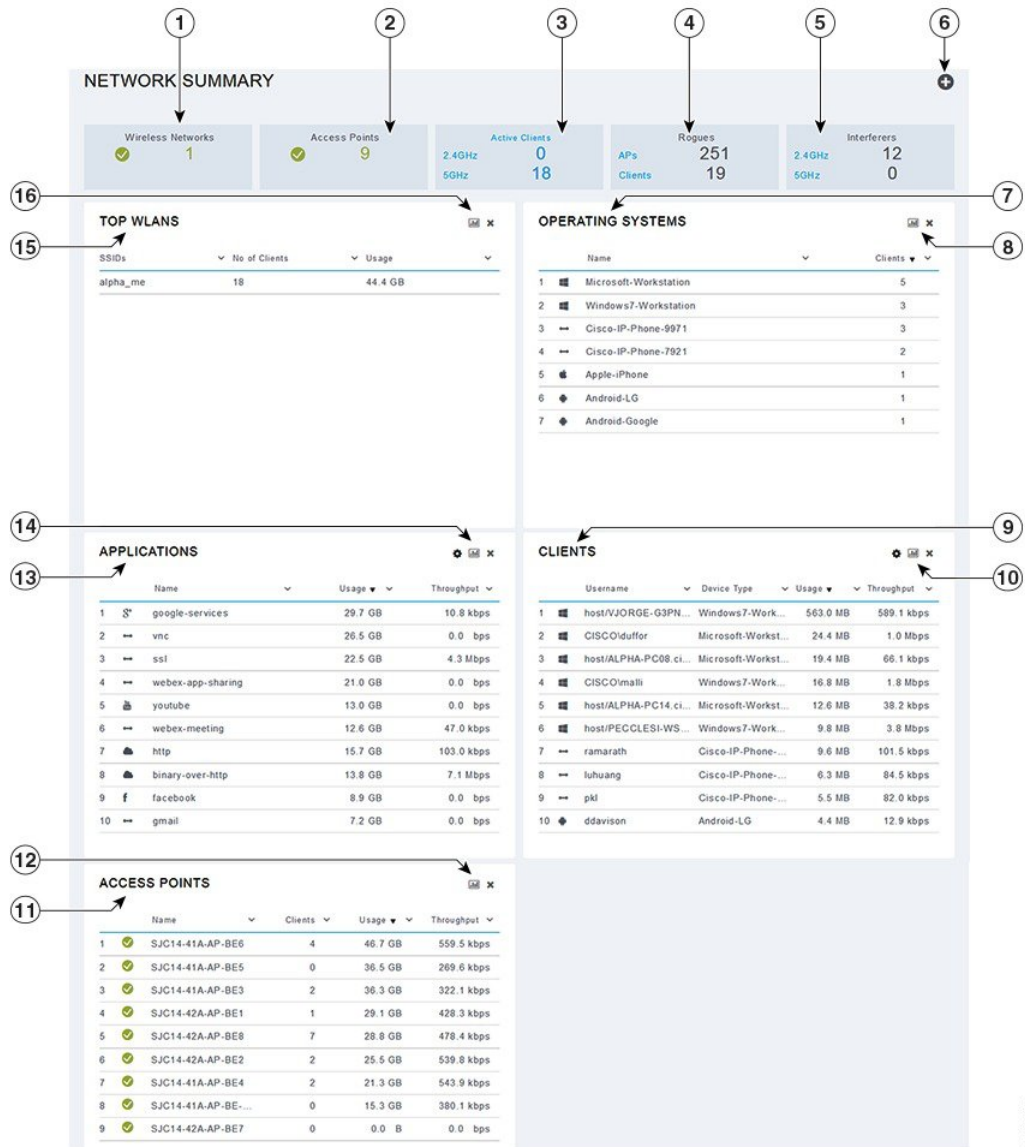 1 2 3 4 5 6
NETWORK SUMMARY
Wireless Networks
1
Access Points
9
Active Clients
2.4GHz 0
5GHz 18
Rogues
APs 251
Clients 19
Interferers
2.4GHz 12
5GHz 0
16
7
TOP WLANS
15
SSIDs No of Clients Usage
alpha_me 18 44.4 GB
OPERATING SYSTEMS
8
Name Clients
1 Microsoft-Workstation 5
2 Windows7-Workstation 3
3 Cisco-IP-Phone-9971 3
4 Cisco-IP-Phone-7921 2
5 Apple-iPhone 1
6 Android-LG 1
7 Android-Google 1
14
9
APPLICATIONS
13
Name Usage Throughput
1 google-services 29.7 GB 10.8 kbps
2 vnc 26.5 GB 0.0 bps
3 ssl 22.5 GB 4.3 Mbps
4 webex-app-sharing 21.0 GB 0.0 bps
5 youtube 13.0 GB 0.0 bps
6 webex-meeting 12.6 GB 47.0 kbps
7 http 15.7 GB 103.0 kbps
8 binary-over-http 13.8 GB 7.1 Mbps
9 facebook 8.9 GB 0.0 bps
10 gmail 7.2 GB 0.0 bps
CLIENTS
10
Username Device Type Usage Throughput
1 host/VJORGE-G3PN... Windows7-Work... 563.0 MB 589.1 kbps
2 CISCO\duffor Microsoft-Workst... 24.4 MB 1.0 Mbps
3 host/ALPHA-PC08.ci... Microsoft-Workst... 19.4 MB 66.1 kbps
4 CISCO\malli Windows7-Work... 16.8 MB 1.8 Mbps
5 host/ALPHA-PC14.ci... Microsoft-Workst... 12.6 MB 38.2 kbps
6 host/PECCLESI-WS... Windows7-Work... 9.8 MB 3.8 Mbps
7 ramarath Cisco-IP-Phone-... 9.6 MB 101.5 kbps
8 luhuang Cisco-IP-Phone-... 6.3 MB 84.5 kbps
9 pkl Cisco-IP-Phone-... 5.5 MB 82.0 kbps
10 ddavison Android-LG 4.4 MB 12.9 kbps
12
ACCESS POINTS
11
Name Clients Usage Throughput
1 SJC14-41A-AP-BE6 4 46.7 GB 559.5 kbps
2 SJC14-41A-AP-BE5 0 36.5 GB 269.6 kbps
3 SJC14-41A-AP-BE3 2 36.3 GB 322.1 kbps
4 SJC14-42A-AP-BE1 1 29.1 GB 428.3 kbps
5 SJC14-42A-AP-BE8 7 28.8 GB 478.4 kbps
6 SJC14-42A-AP-BE2 2 25.5 GB 539.8 kbps
7 SJC14-41A-AP-BE4 2 21.3 GB 543.9 kbps
8 SJC14-41A-AP-BE-... 0 15.3 GB 380.1 kbps
9 SJC14-42A-AP-BE7 0 0.0 B 0.0 bps